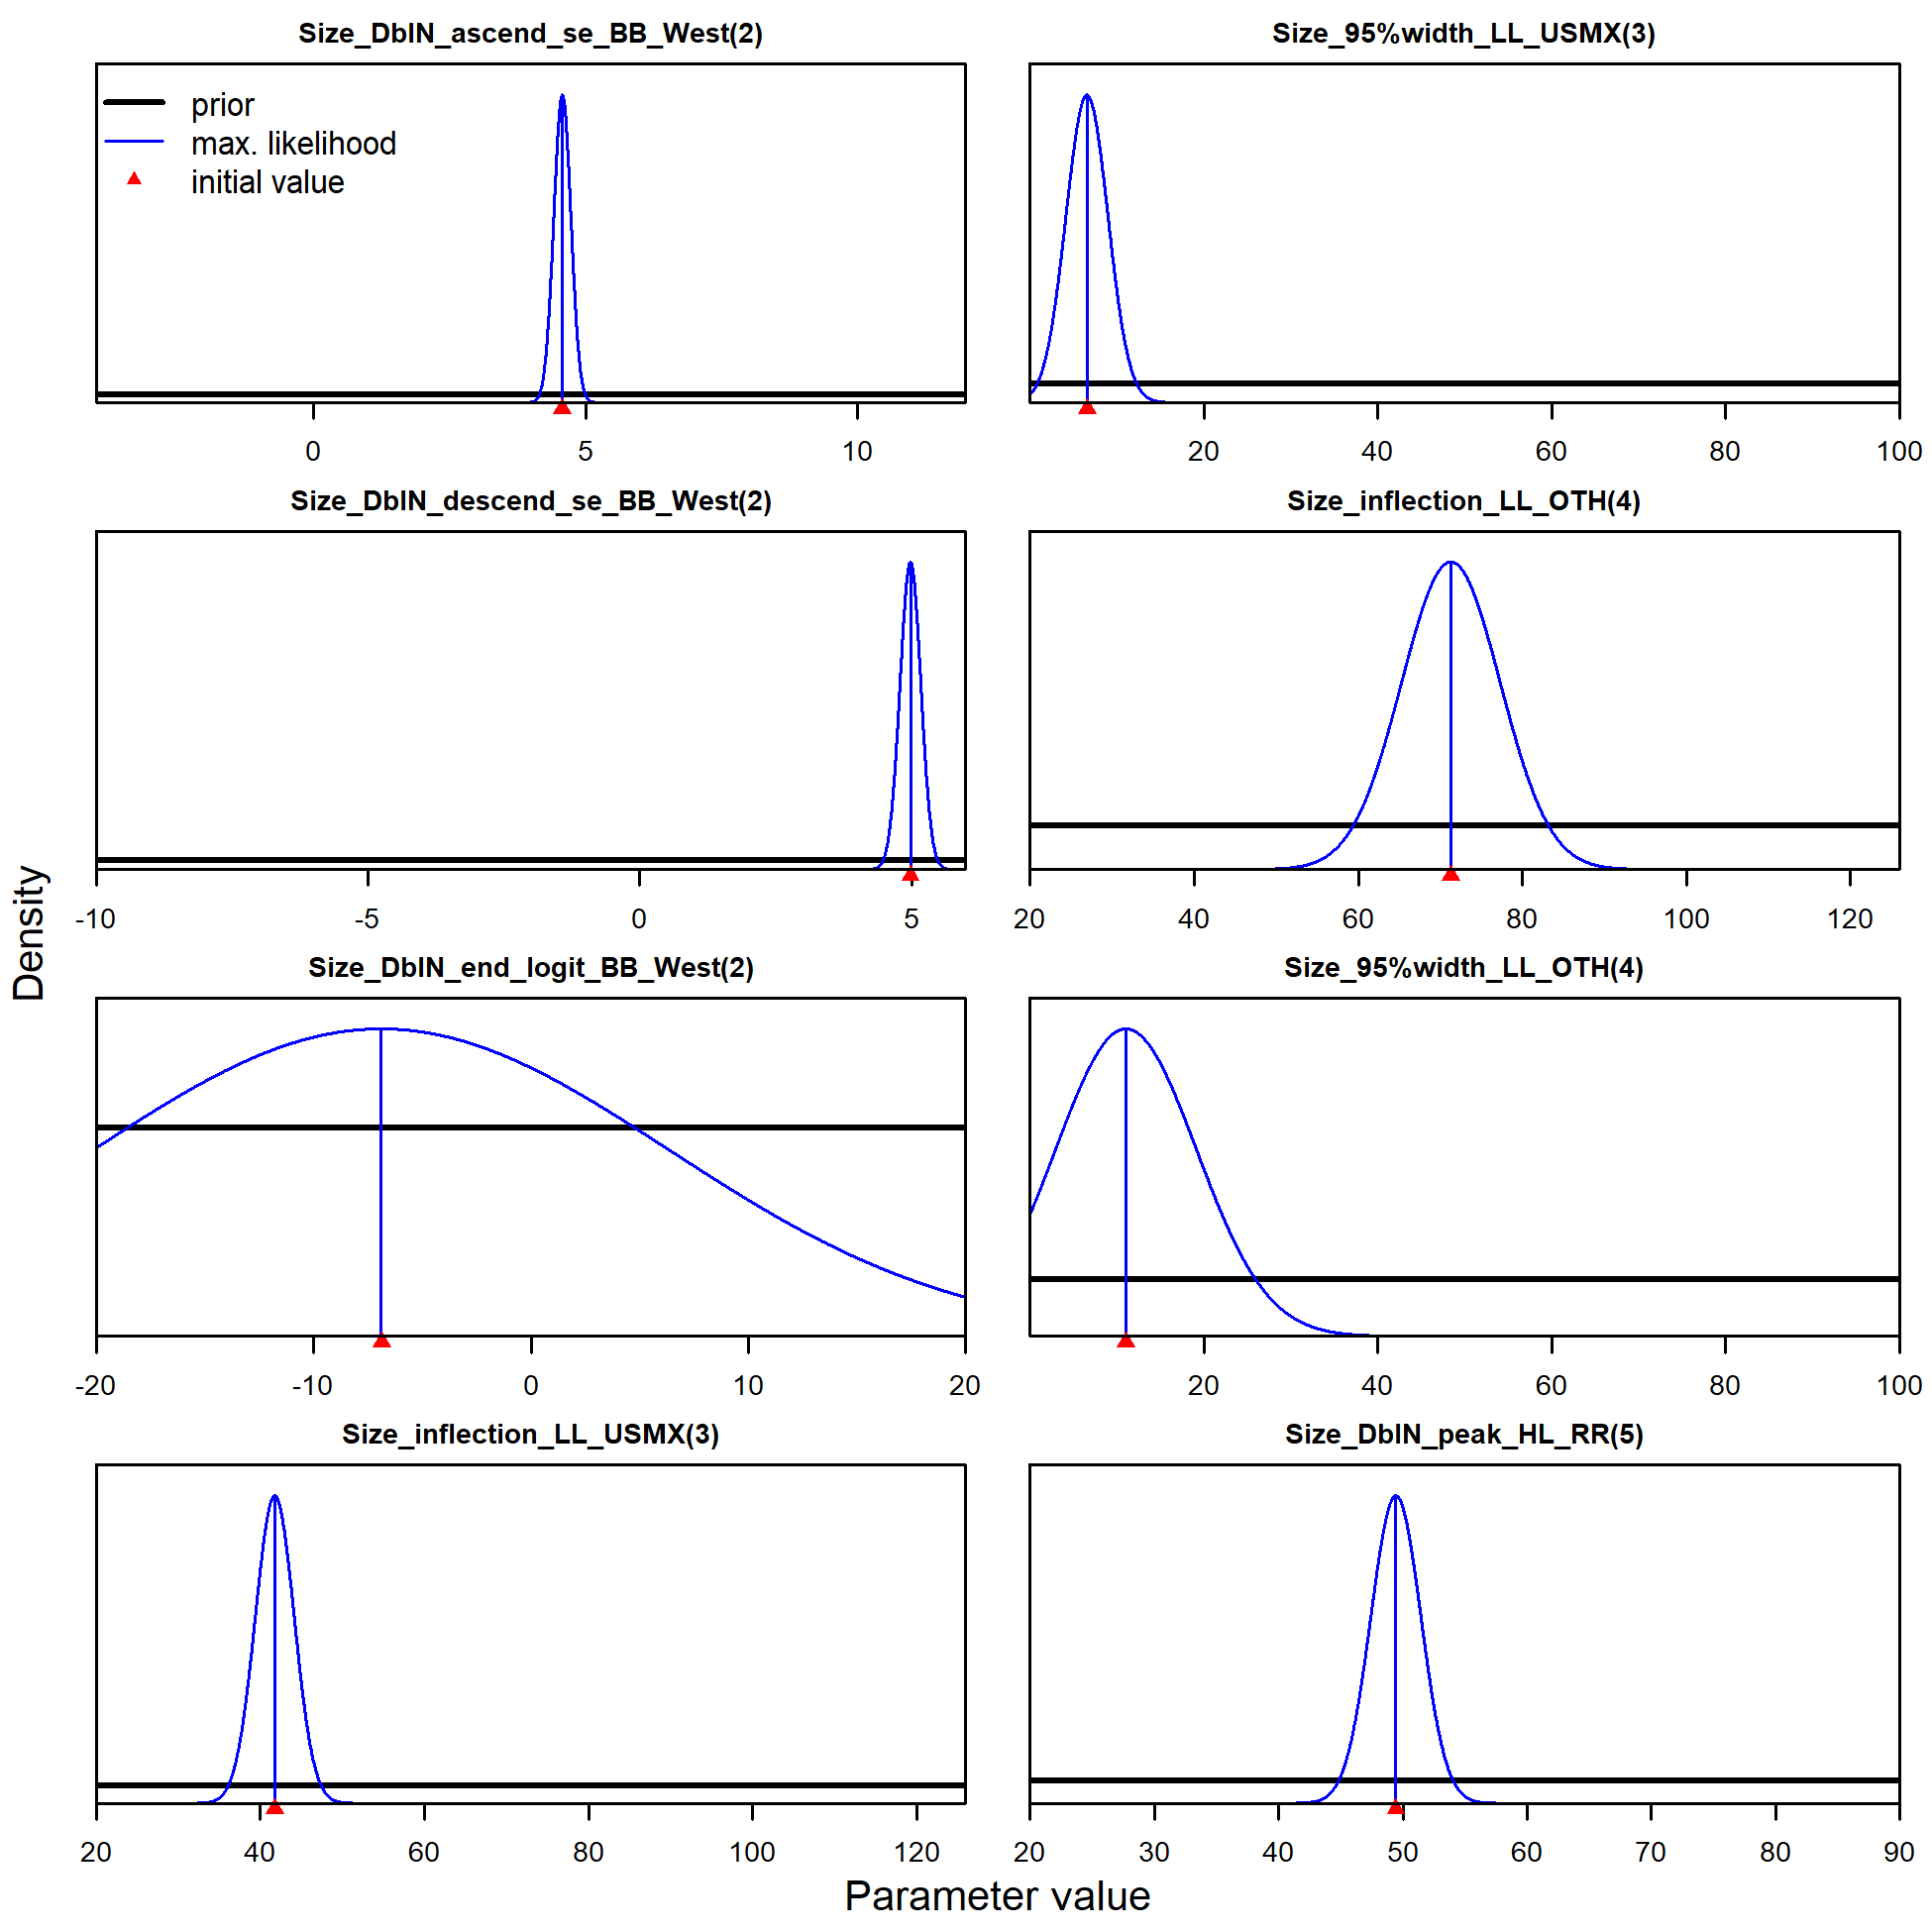 Size_DblN_ascend_se_BB_West(2)
prior
max. likelihood
initial value
0 5 10
Size_95%width_LL_USMX(3)
20 40 60 80 100
Size_DblN_descend_se_BB_West(2)
-10 -5 0 5
Size_inflection_LL_OTH(4)
20 40 60 80 100 120
Size_DblN_end_logit_BB_West(2)
-20 -10 0 10 20
Size_95%width_LL_OTH(4)
20 40 60 80 100
Size_inflection_LL_USMX(3)
20 40 60 80 100 120
Size_DblN_peak_HL_RR(5)
20 30 40 50 60 70 80 90
Density
Parameter value